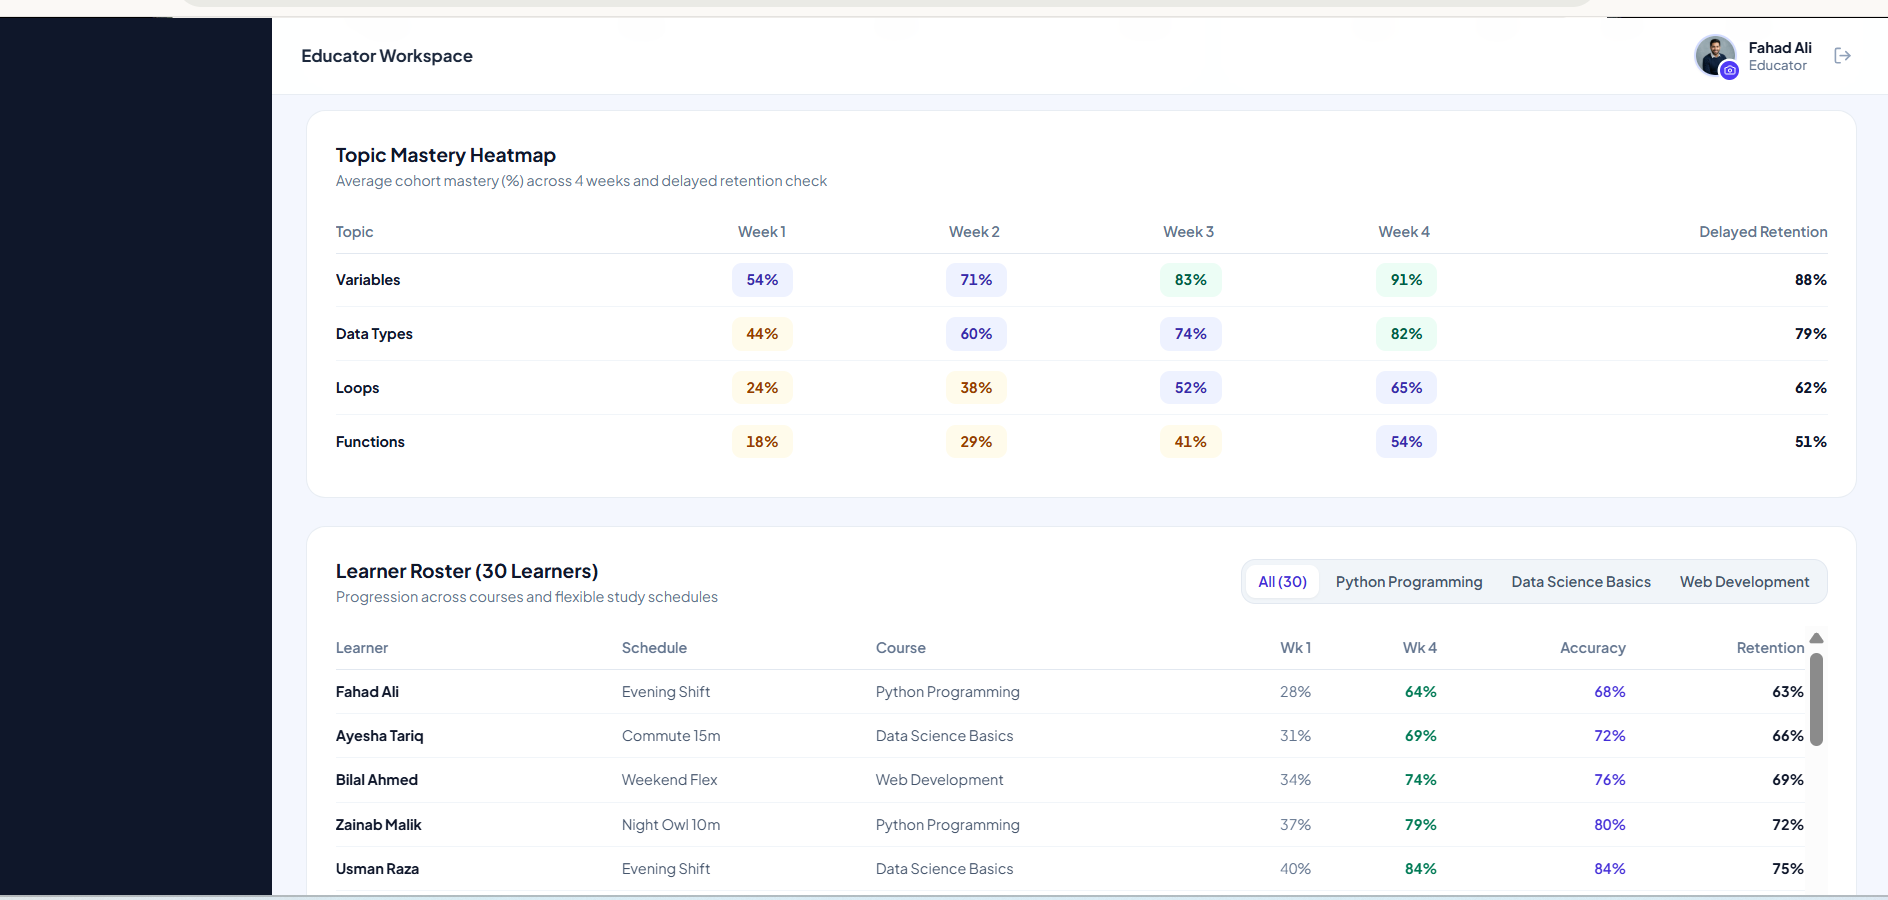 Educator Workspace
Fahad Ali
Educator
Topic Mastery Heatmap
Average cohort mastery (%) across 4 weeks and delayed retention check
Topic Week 1 Week 2 Week 3 Week 4 Delayed Retention
Variables 54% 71% 83% 91% 88%
Data Types 44% 60% 74% 82% 79%
Loops 24% 38% 52% 65% 62%
Functions 18% 29% 41% 54% 51%
Learner Roster (30 Learners)
Progression across courses and flexible study schedules
All (30) Python Programming Data Science Basics Web Development
Learner Schedule Course Wk 1 Wk 4 Accuracy Retention
Fahad Ali Evening Shift Python Programming 28% 64% 68% 63%
Ayesha Tariq Commute 15m Data Science Basics 31% 69% 72% 66%
Bilal Ahmed Weekend Flex Web Development 34% 74% 76% 69%
Zainab Malik Night Owl 10m Python Programming 37% 79% 80% 72%
Usman Raza Evening Shift Data Science Basics 40% 84% 84% 75%